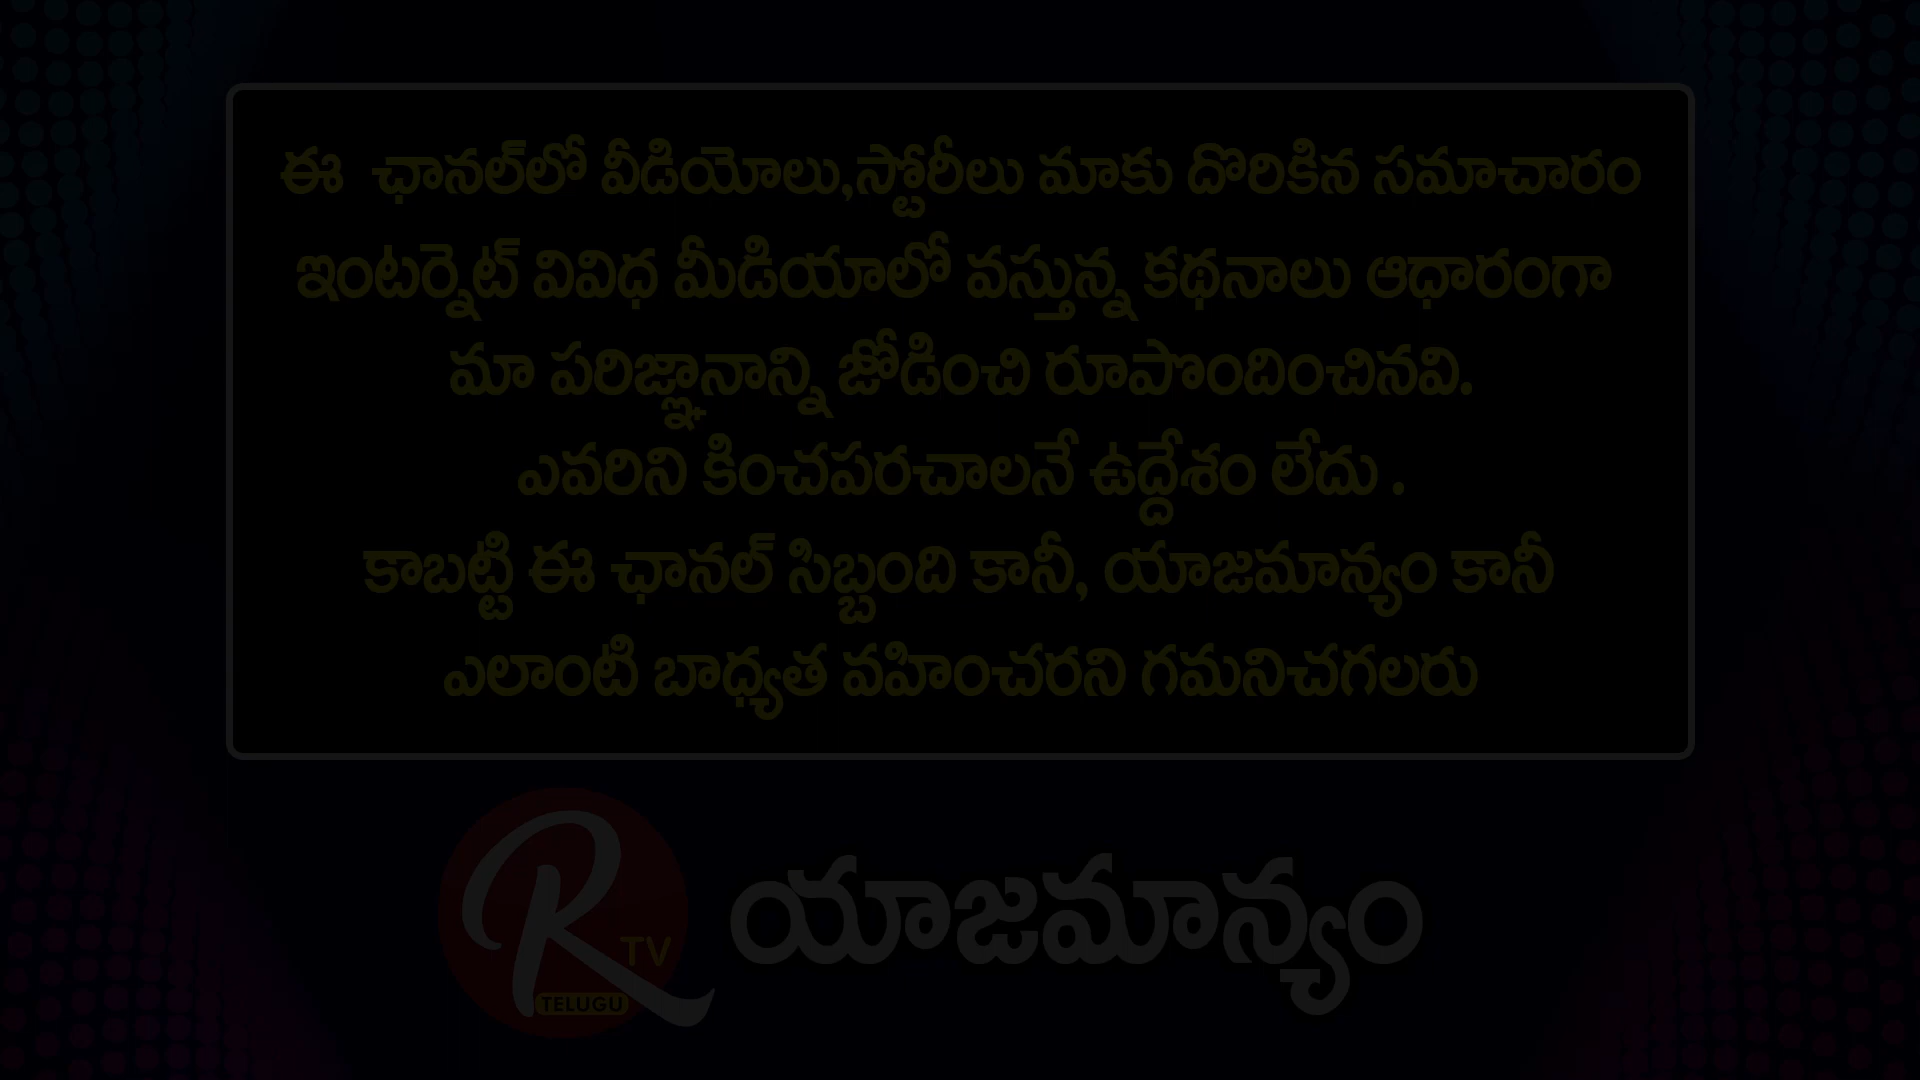 ఈ ఛానల్‌లో వీడియోలు,స్టోరీలు మాకు దొరికిన సమాచారం
ఇంటర్నెట్ వివిధ మీడియాలో వస్తున్న కథనాలు ఆధారంగా
మా పరిజ్ఞానాన్ని జోడించి రూపొందించినవి.
ఎవరిని కించపరచాలనే ఉద్దేశం లేదు .
కాబట్టి ఈ ఛానల్ సిబ్బంది కానీ, యాజమాన్యం కానీ
ఎలాంటి బాధ్యత వహించరని గమనిచగలరు
R TV
TELUGU
యాజమాన్యం